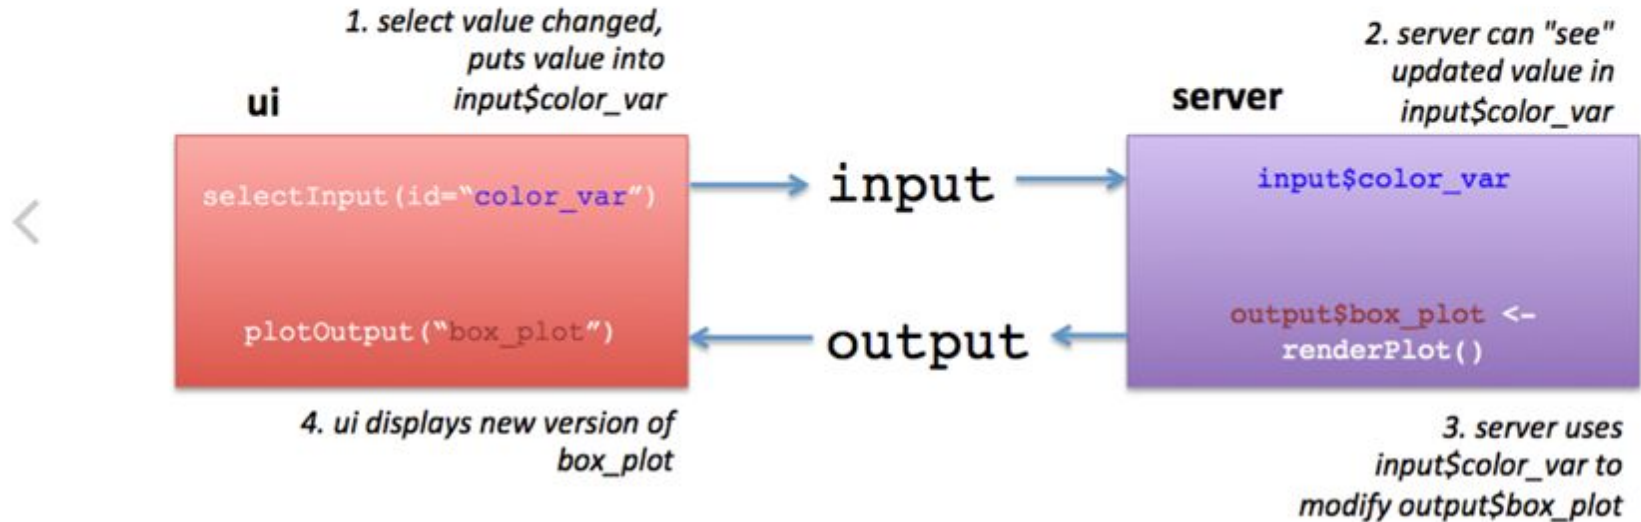 1. select value changed,
puts value into
input$color_var
ui
selectInput(id=“color_var”)
plotOutput(“box_plot”)
4. ui displays new version of
box_plot
input
output
2. server can "see"
updated value in
input$color_var
server
input$color_var
output$box_plot <-
renderPlot()
3. server uses
input$color_var to
modify output$box_plot